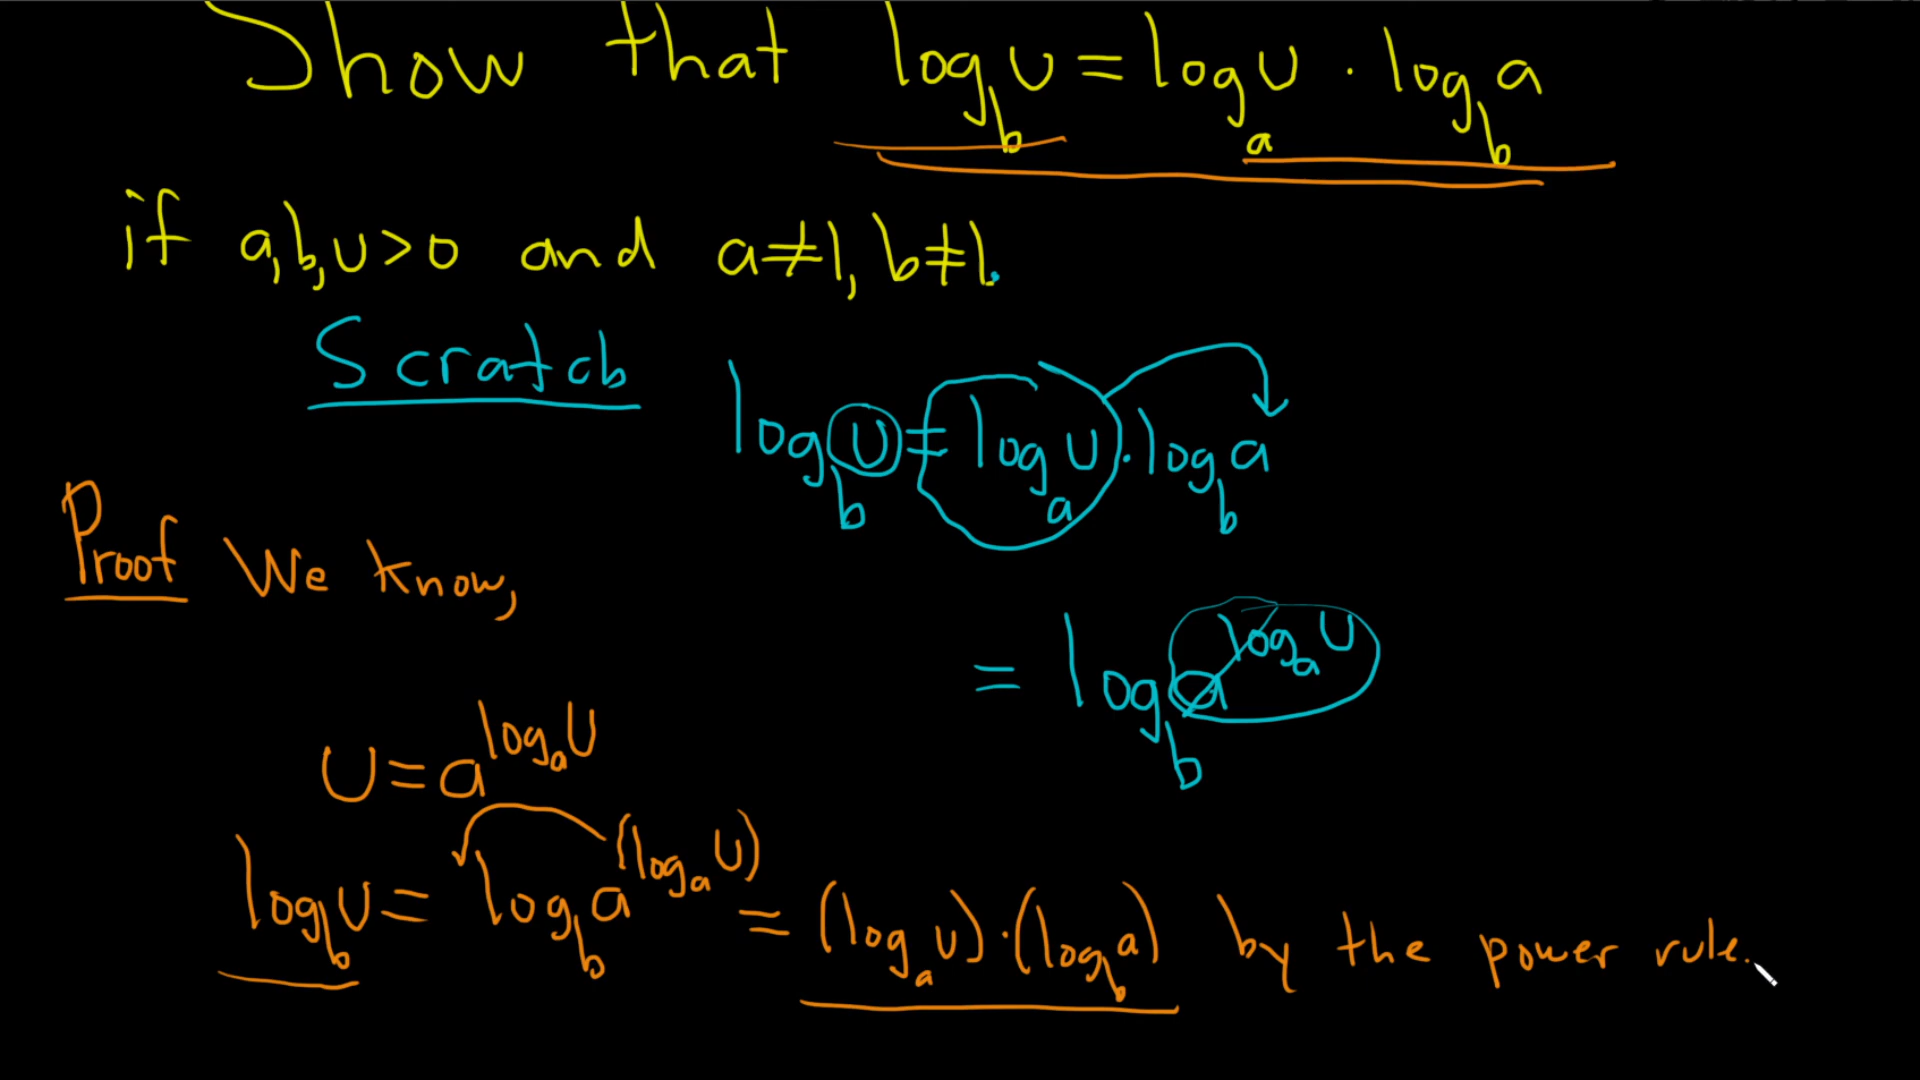 Show that log_b U = log_a U · log_b a
if a, b, U > 0 and a ≠ 1, b ≠ 1.
Scratch
log_b U = log_a U · log_b a
= log_b a^(log_a U)
Proof We know,
U = a^(log_a U)
log_b U = log_b a^(log_a U) = (log_a U) · (log_b a) by the power rule.